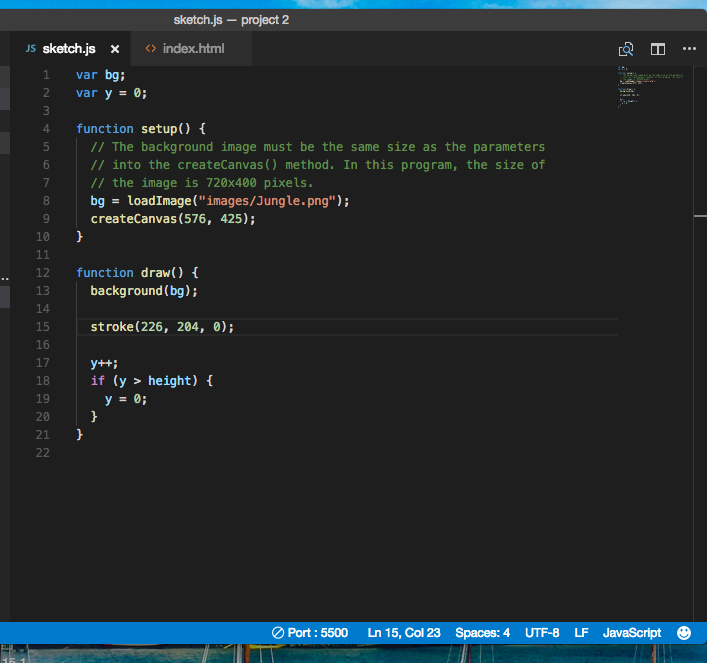 sketch.js — project 2
JS sketch.js × <> index.html
1 var bg;
2 var y = 0;
3
4 function setup() {
5 // The background image must be the same size as the parameters
6 // into the createCanvas() method. In this program, the size of
7 // the image is 720x400 pixels.
8 bg = loadImage("images/Jungle.png");
9 createCanvas(576, 425);
10 }
11
12 function draw() {
13 background(bg);
14
15 stroke(226, 204, 0);
16
17 y++;
18 if (y > height) {
19 y = 0;
20 }
21 }
22
Port : 5500 Ln 15, Col 23 Spaces: 4 UTF-8 LF JavaScript